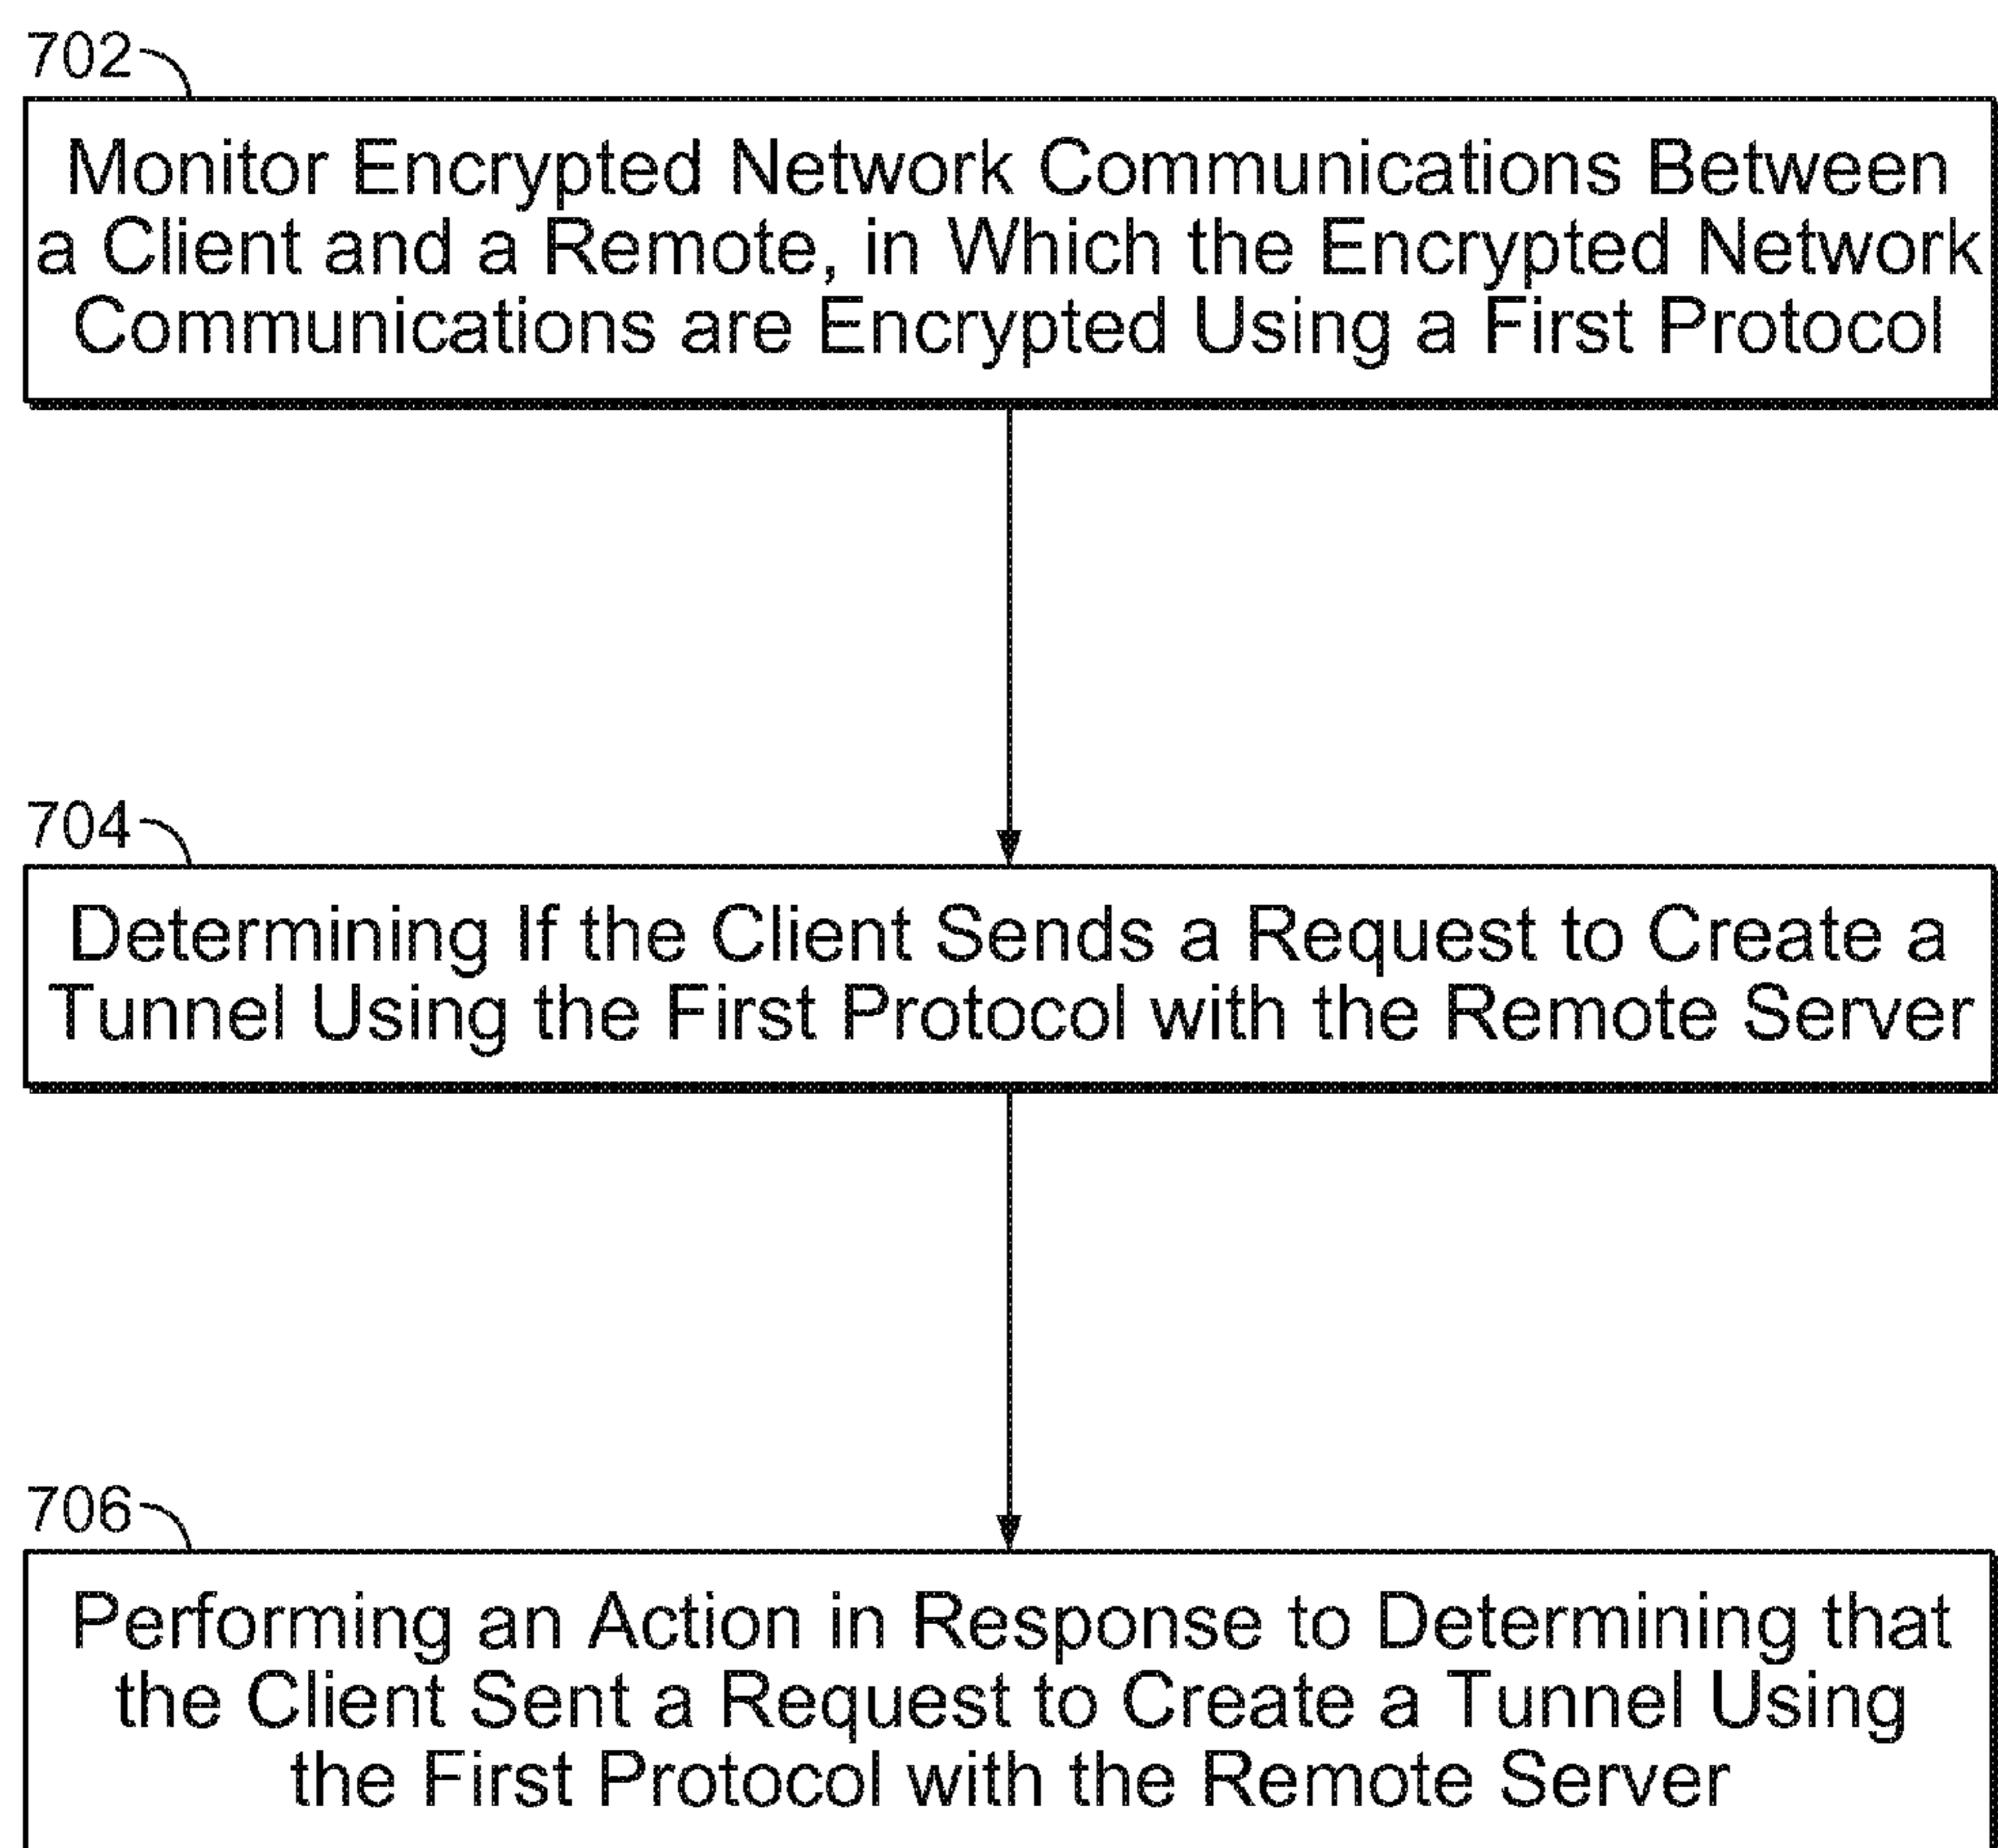 702
Monitor Encrypted Network Communications Between
a Client and a Remote, in Which the Encrypted Network
Communications are Encrypted Using a First Protocol
704
Determining If the Client Sends a Request to Create a
Tunnel Using the First Protocol with the Remote Server
706
Performing an Action in Response to Determining that
the Client Sent a Request to Create a Tunnel Using
the First Protocol with the Remote Server